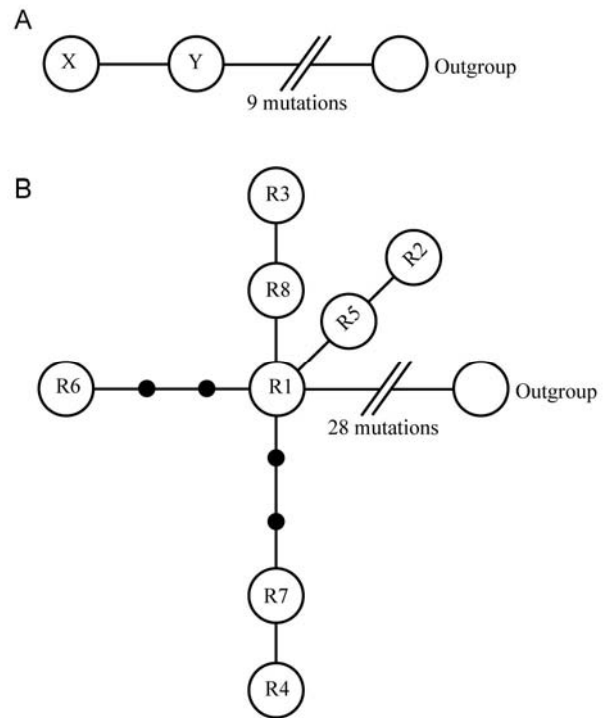 A
X
Y
Outgroup
9 mutations
B
R3
R2
R8
R5
R6
R1
Outgroup
28 mutations
R7
R4